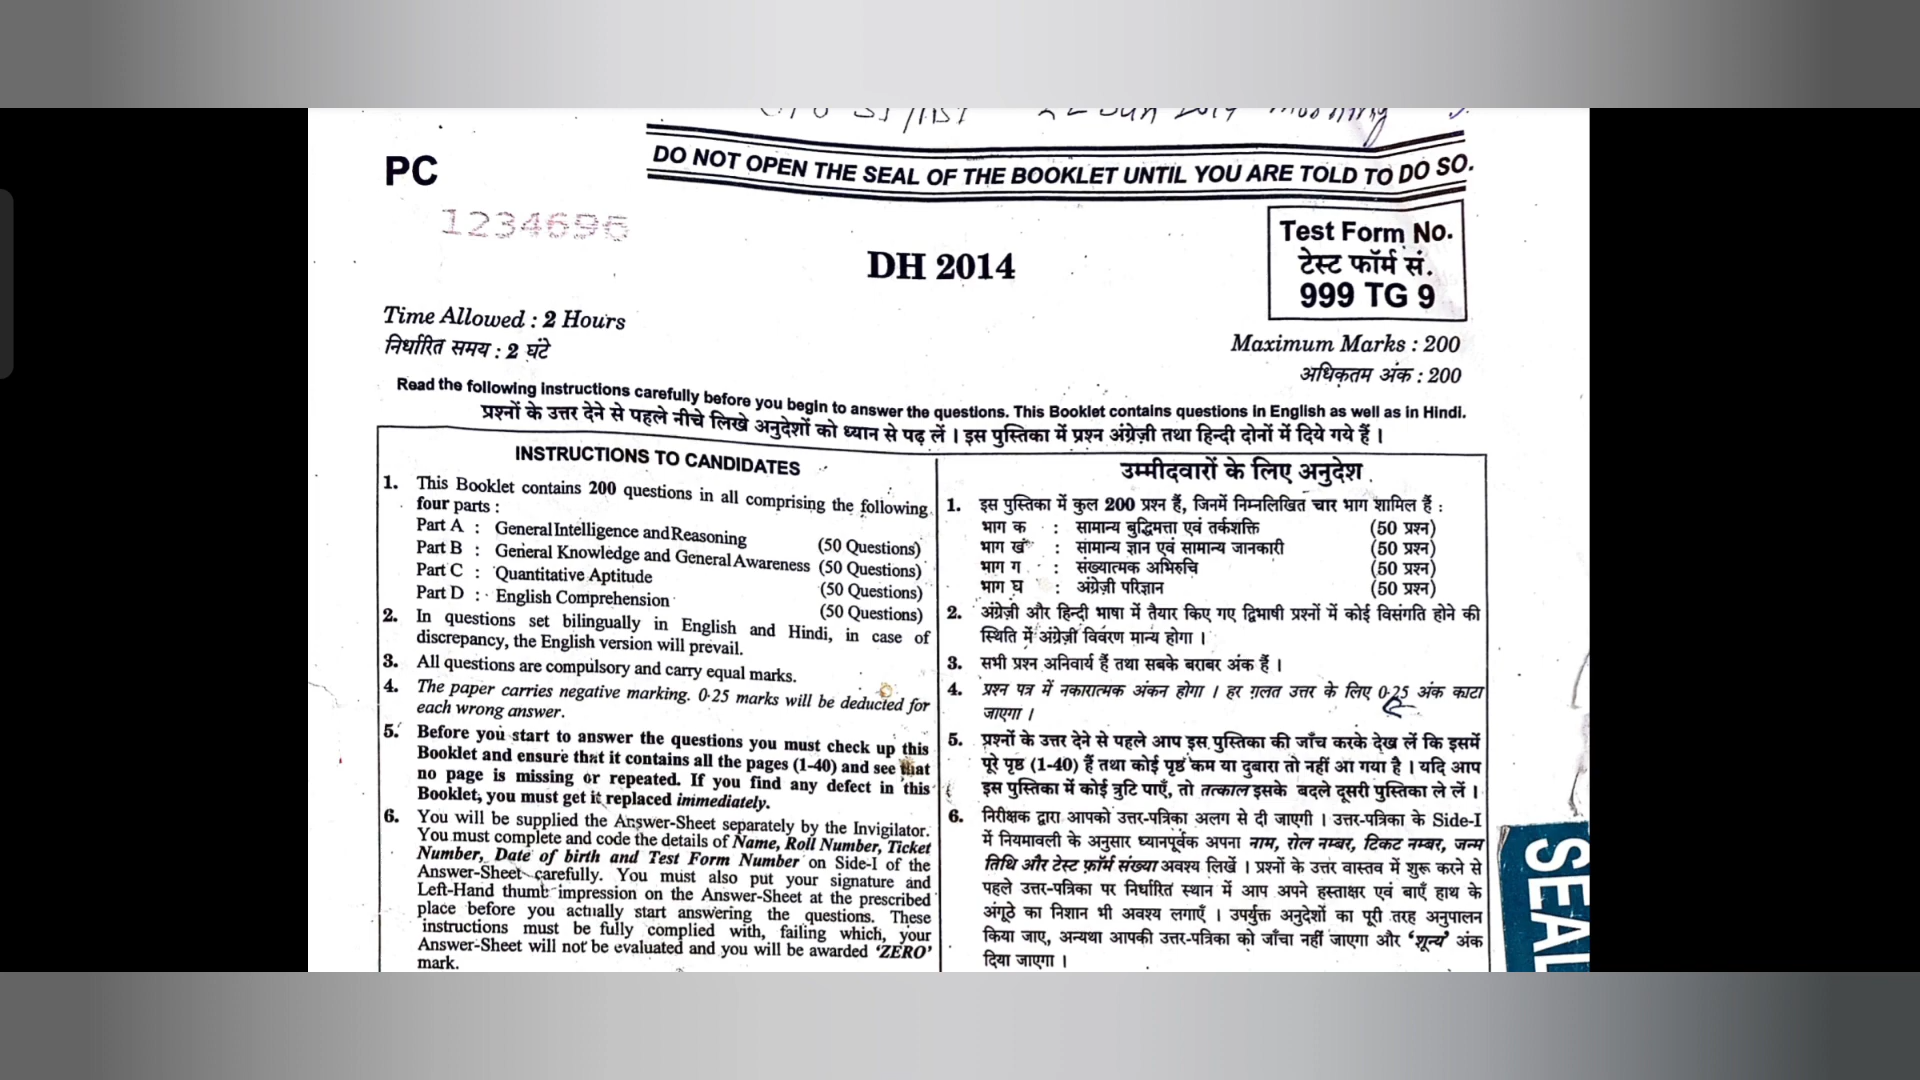 PC
DO NOT OPEN THE SEAL OF THE BOOKLET UNTIL YOU ARE TOLD TO DO SO.
1234696
DH 2014
Test Form No.
टेस्ट फॉर्म सं.
999 TG 9
Time Allowed : 2 Hours
निर्धारित समय : 2 घंटे
Maximum Marks : 200
अधिकतम अंक : 200
Read the following instructions carefully before you begin to answer the questions. This Booklet contains questions in English as well as in Hindi.
प्रश्नों के उत्तर देने से पहले नीचे लिखे अनुदेशों को ध्यान से पढ़ लें । इस पुस्तिका में प्रश्न अंग्रेज़ी तथा हिन्दी दोनों में दिये गये हैं ।
INSTRUCTIONS TO CANDIDATES
1. This Booklet contains 200 questions in all comprising the following
four parts :
Part A : General Intelligence and Reasoning (50 Questions)
Part B : General Knowledge and General Awareness (50 Questions)
Part C : Quantitative Aptitude (50 Questions)
Part D : English Comprehension (50 Questions)
2. In questions set bilingually in English and Hindi, in case of
discrepancy, the English version will prevail.
3. All questions are compulsory and carry equal marks.
4. The paper carries negative marking. 0·25 marks will be deducted for
each wrong answer.
5. Before you start to answer the questions you must check up this
Booklet and ensure that it contains all the pages (1-40) and see that
no page is missing or repeated. If you find any defect in this
Booklet, you must get it replaced immediately.
6. You will be supplied the Answer-Sheet separately by the Invigilator.
You must complete and code the details of Name, Roll Number, Ticket
Number, Date of birth and Test Form Number on Side-I of the
Answer-Sheet carefully. You must also put your signature and
Left-Hand thumb impression on the Answer-Sheet at the prescribed
place before you actually start answering the questions. These
instructions must be fully complied with, failing which, your
Answer-Sheet will not be evaluated and you will be awarded ‘ZERO’
mark.
उम्मीदवारों के लिए अनुदेश
1. इस पुस्तिका में कुल 200 प्रश्न हैं, जिनमें निम्नलिखित चार भाग शामिल हैं :
भाग क : सामान्य बुद्धिमत्ता एवं तर्कशक्ति (50 प्रश्न)
भाग ख : सामान्य ज्ञान एवं सामान्य जानकारी (50 प्रश्न)
भाग ग : संख्यात्मक अभिरुचि (50 प्रश्न)
भाग घ : अंग्रेज़ी परिज्ञान (50 प्रश्न)
2. अंग्रेज़ी और हिन्दी भाषा में तैयार किए गए द्विभाषी प्रश्नों में कोई विसंगति होने की
स्थिति में अंग्रेज़ी विवरण मान्य होगा ।
3. सभी प्रश्न अनिवार्य हैं तथा सबके बराबर अंक हैं ।
4. प्रश्न पत्र में नकारात्मक अंकन होगा । हर ग़लत उत्तर के लिए 0·25 अंक काटा
जाएगा ।
5. प्रश्नों के उत्तर देने से पहले आप इस पुस्तिका की जाँच करके देख लें कि इसमें
पूरे पृष्ठ (1-40) हैं तथा कोई पृष्ठ कम या दुबारा तो नहीं आ गया है । यदि आप
इस पुस्तिका में कोई त्रुटि पाएँ, तो तत्काल इसके बदले दूसरी पुस्तिका ले लें ।
6. निरीक्षक द्वारा आपको उत्तर-पत्रिका अलग से दी जाएगी । उत्तर-पत्रिका के Side-I
में नियमावली के अनुसार ध्यानपूर्वक अपना नाम, रोल नम्बर, टिकट नम्बर, जन्म
तिथि और टेस्ट फ़ॉर्म संख्या अवश्य लिखें । प्रश्नों के उत्तर वास्तव में शुरू करने से
पहले उत्तर-पत्रिका पर निर्धारित स्थान में आप अपने हस्ताक्षर एवं बाएँ हाथ के
अंगूठे का निशान भी अवश्य लगाएँ । उपर्युक्त अनुदेशों का पूरी तरह अनुपालन
किया जाए, अन्यथा आपकी उत्तर-पत्रिका को जाँचा नहीं जाएगा और ‘शून्य’ अंक
दिया जाएगा ।
SEAL